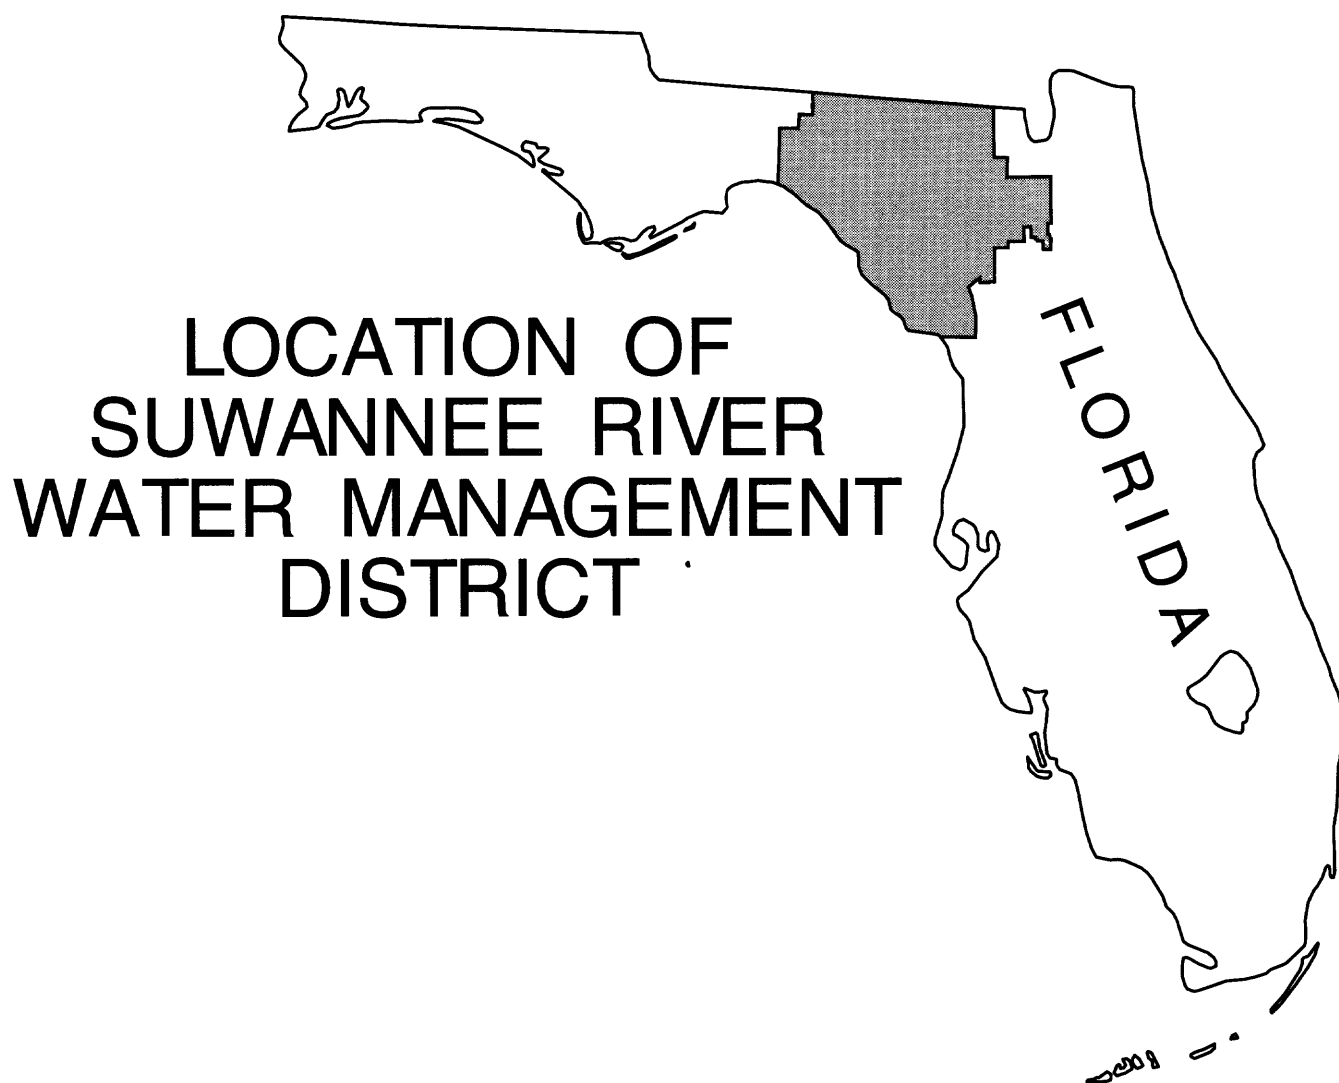 LOCATION OF
SUWANNEE RIVER
WATER MANAGEMENT
DISTRICT
FLORIDA